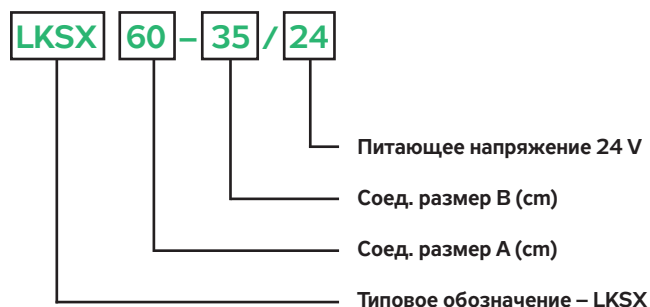 LKSX 60 – 35 / 24
Питающее напряжение 24 V
Соед. размер B (cm)
Соед. размер A (cm)
Типовое обозначение – LKSX